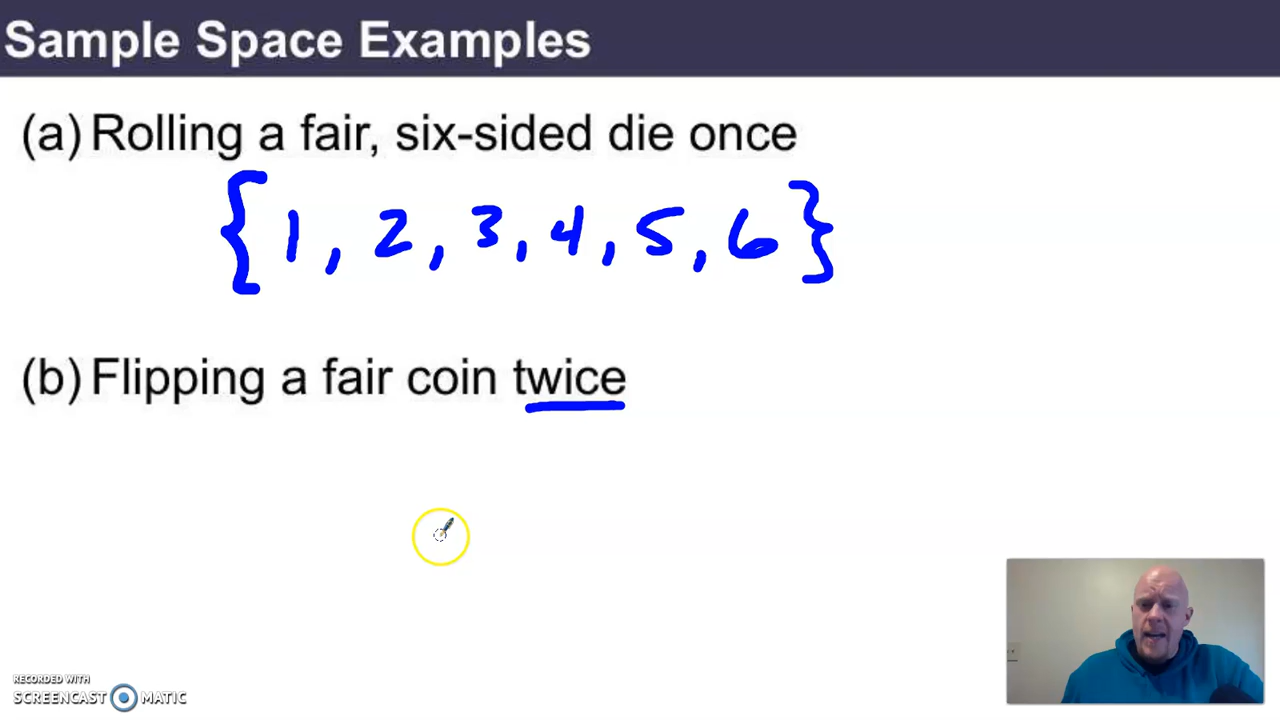 Sample Space Examples
(a) Rolling a fair, six-sided die once
{1, 2, 3, 4, 5, 6}
(b) Flipping a fair coin twice
RECORDED WITH
SCREENCAST MATIC